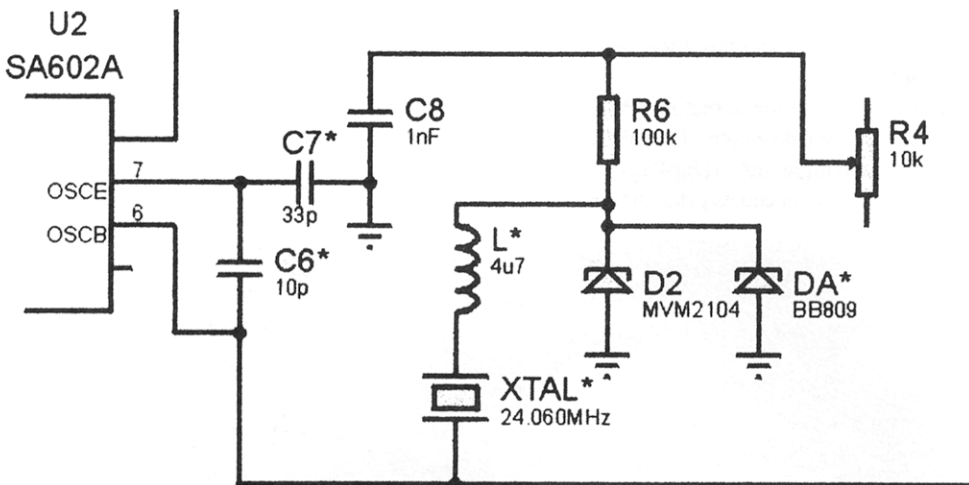 U2
SA602A
7
OSCE
6
OSCB
C7*
33p
C8
1nF
C6*
10p
R6
100k
R4
10k
L*
4u7
D2
MVM2104
DA*
BB809
XTAL*
24.060MHz